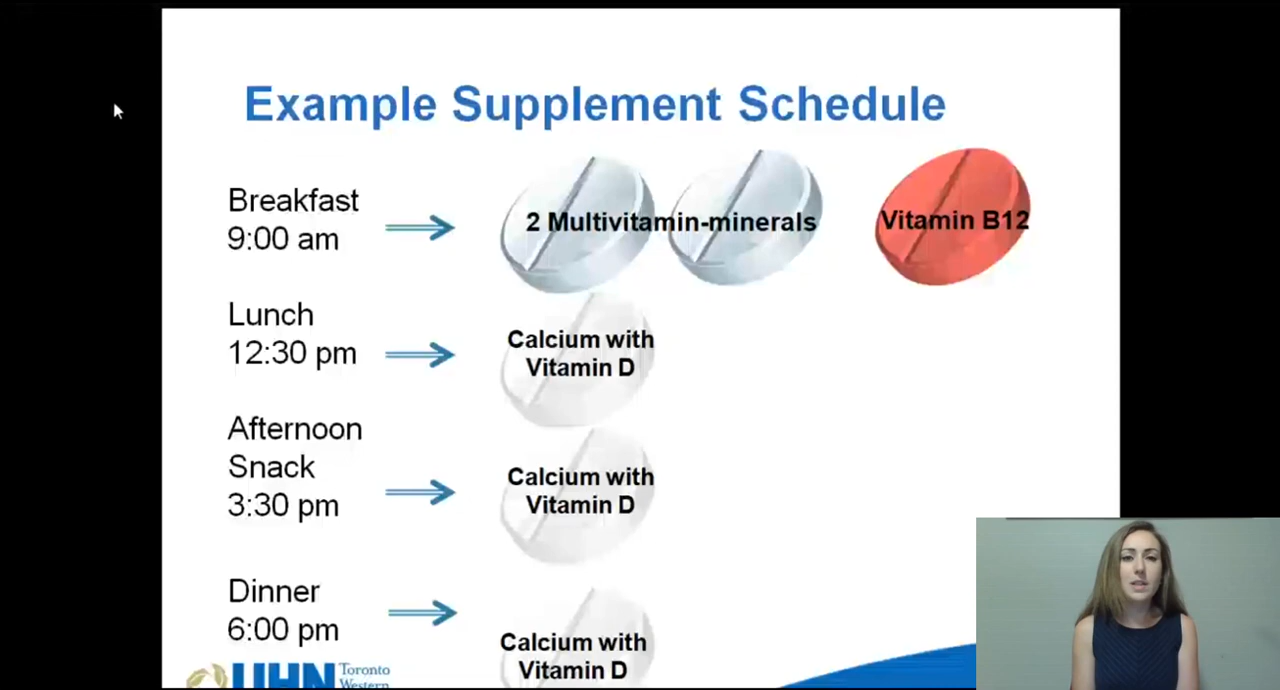 Example Supplement Schedule
Breakfast
9:00 am
2 Multivitamin-minerals
Vitamin B12
Lunch
12:30 pm
Calcium with
Vitamin D
Afternoon
Snack
3:30 pm
Calcium with
Vitamin D
Dinner
6:00 pm
Calcium with
Vitamin D
UHN
Toronto
Western